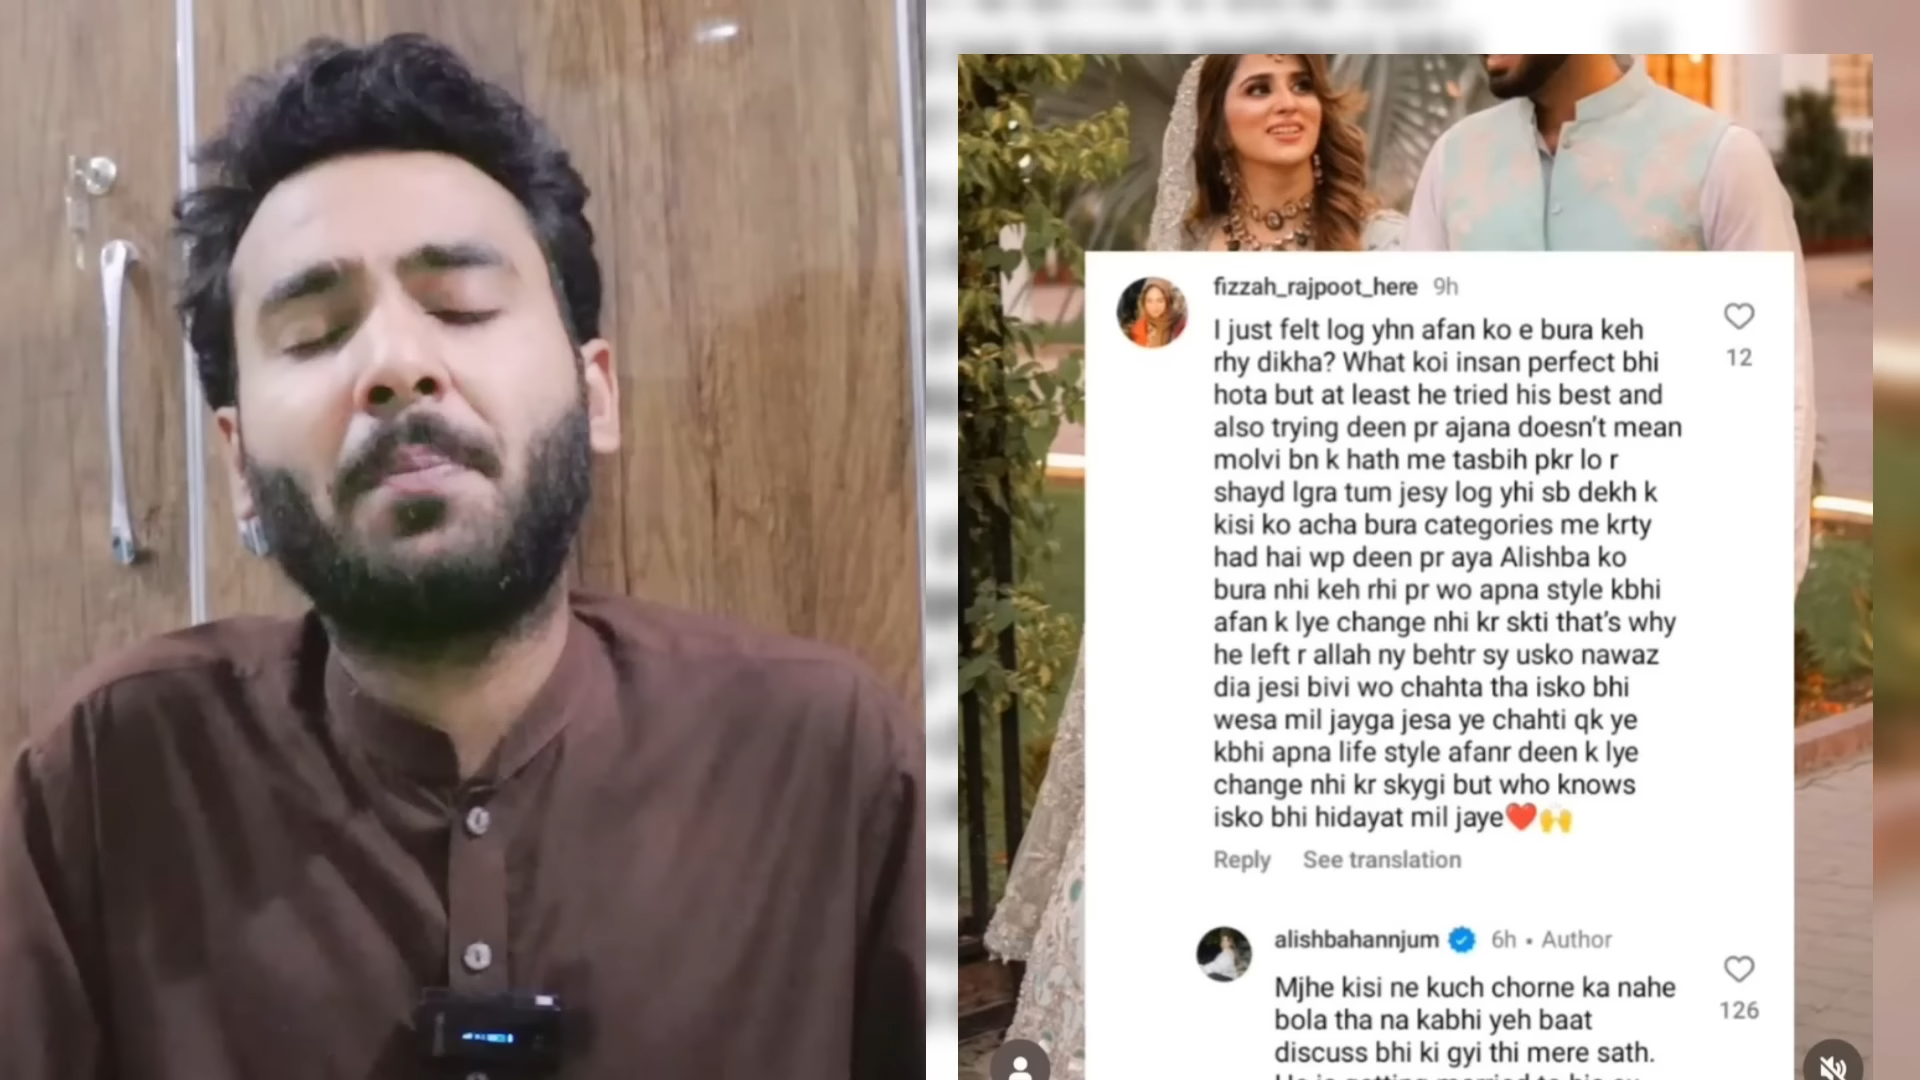 fizzah_rajpoot_here 9h
I just felt log yhn afan ko e bura keh
rhy dikha? What koi insan perfect bhi
hota but at least he tried his best and
also trying deen pr ajana doesn't mean
molvi bn k hath me tasbih pkr lo r
shayd lgra tum jesy log yhi sb dekh k
kisi ko acha bura categories me krty
had hai wp deen pr aya Alishba ko
bura nhi keh rhi pr wo apna style kbhi
afan k lye change nhi kr skti that's why
he left r allah ny behtr sy usko nawaz
dia jesi bivi wo chahta tha isko bhi
wesa mil jayga jesa ye chahti qk ye
kbhi apna life style afanr deen k lye
change nhi kr skygi but who knows
isko bhi hidayat mil jaye❤️🙌
12
Reply See translation
alishbahannjum 6h • Author
Mjhe kisi ne kuch chorne ka nahe
bola tha na kabhi yeh baat
discuss bhi ki gyi thi mere sath.
126